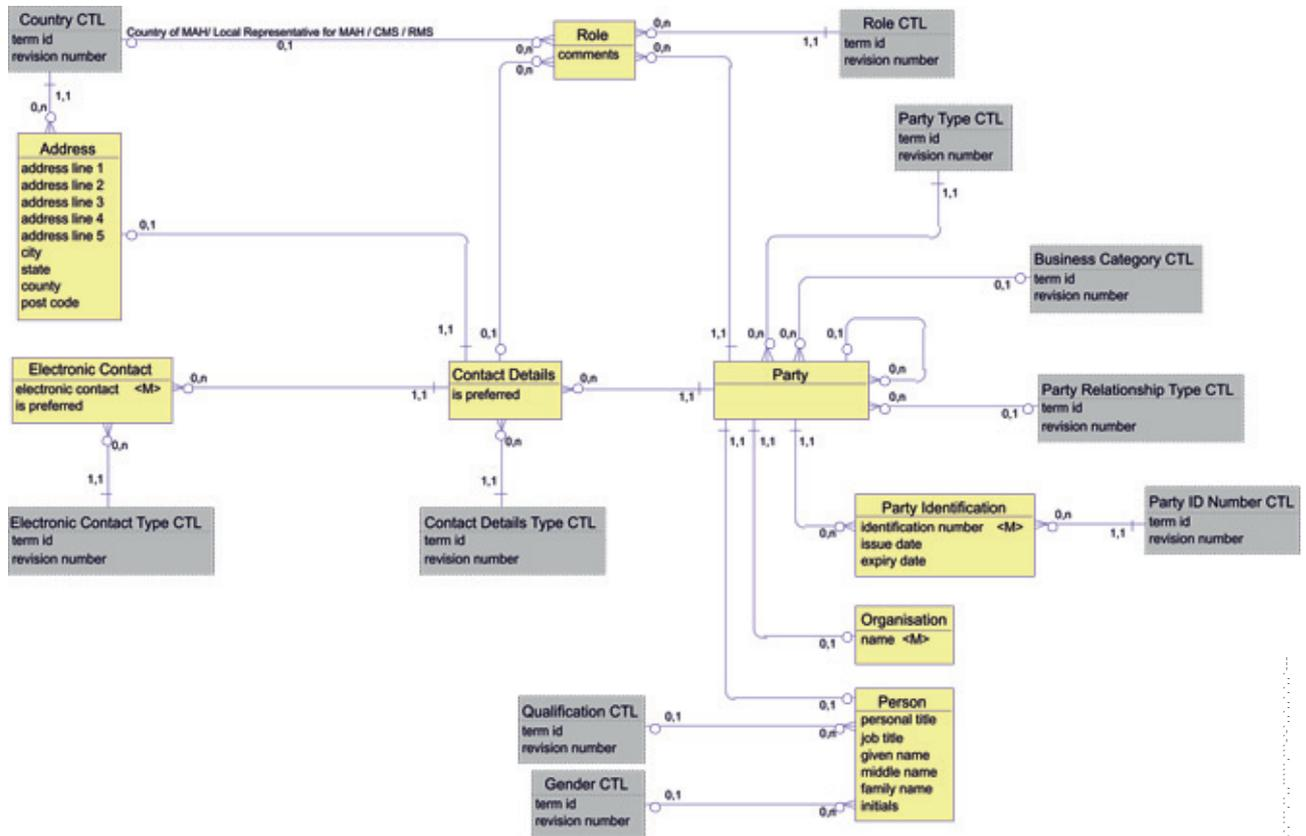 Country CTL
term id
revision number
Country of MAH/ Local Representative for MAH / CMS / RMS
0,1
0,n
0,n
Role
comments
0,n
0,n
1,1
Role CTL
term id
revision number
1,1
0,n
Party Type CTL
term id
revision number
1,1
Address
address line 1
address line 2
address line 3
address line 4
address line 5
city
state
county
post code
0,1
1,1
0,1
1,1
0,n
0,n
0,1
0,n
0,n
Business Category CTL
term id
revision number
0,1
Electronic Contact
electronic contact <M>
is preferred
0,n
1,1
0,n
1,1
Contact Details
is preferred
0,n
1,1
0,n
1,1
Party
1,1
1,1
1,1
Party Relationship Type CTL
term id
revision number
0,1
Electronic Contact Type CTL
term id
revision number
Contact Details Type CTL
term id
revision number
Party Identification
identification number <M>
issue date
expiry date
0,n
0,n
1,1
Party ID Number CTL
term id
revision number
Organisation
name <M>
0,1
Person
personal title
job title
given name
middle name
family name
initials
0,1
Qualification CTL
term id
revision number
0,1
0,n
Gender CTL
term id
revision number
0,1
0,n